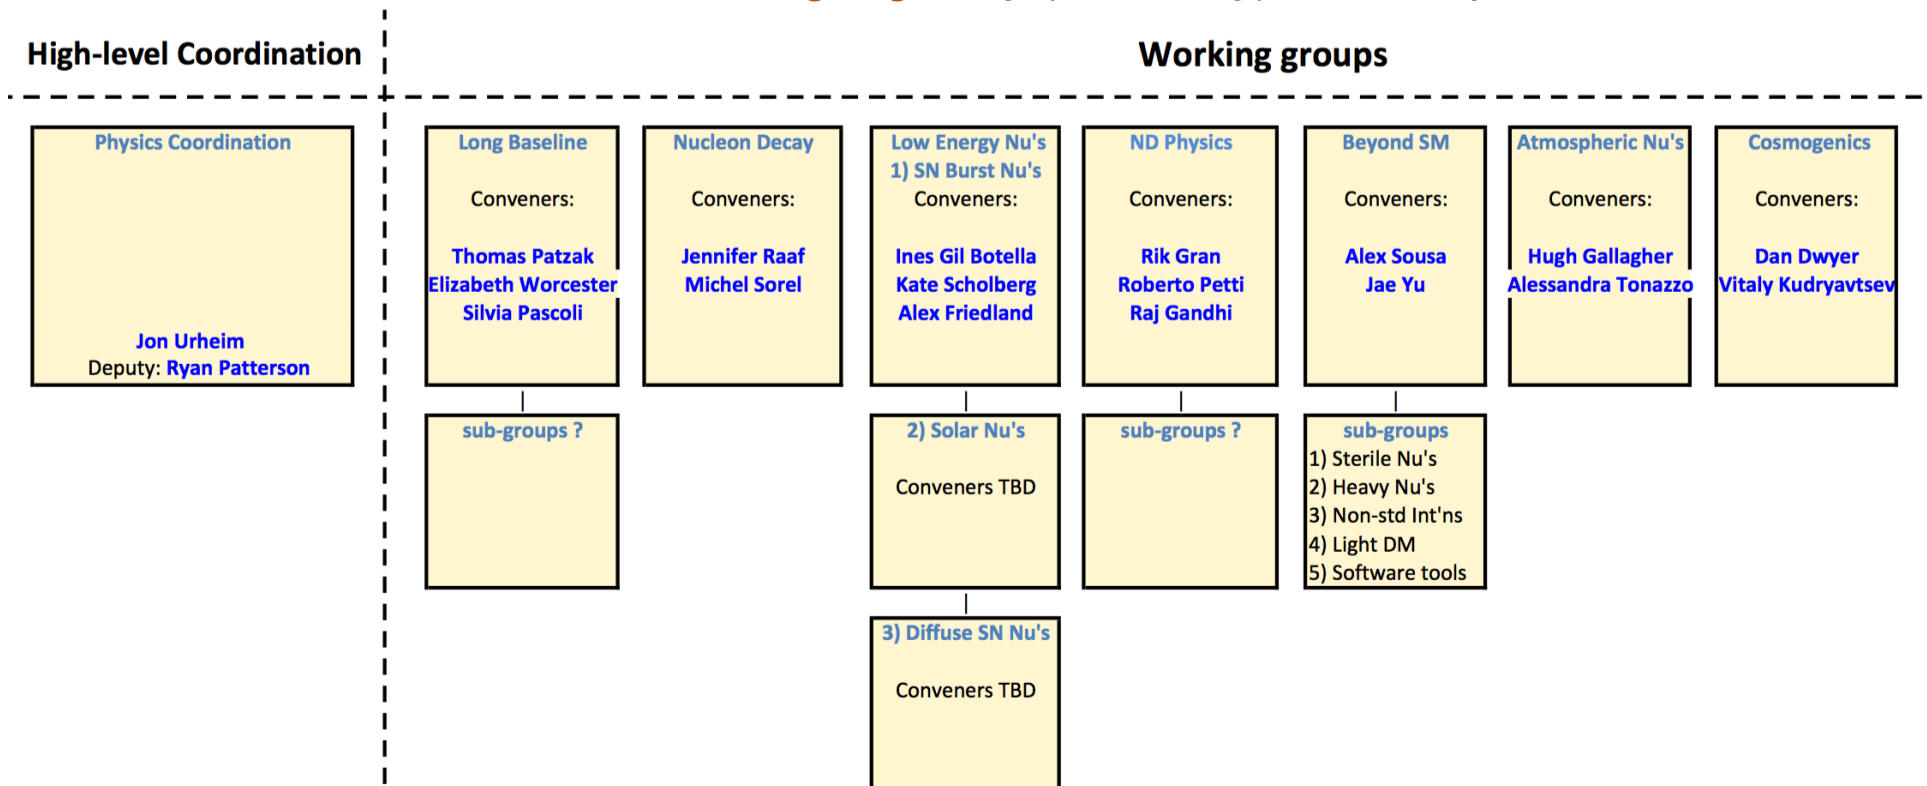 High-level Coordination
Working groups
Physics Coordination
Jon Urheim
Deputy: Ryan Patterson
Long Baseline
Conveners:
Thomas Patzak
Elizabeth Worcester
Silvia Pascoli
sub-groups ?
Nucleon Decay
Conveners:
Jennifer Raaf
Michel Sorel
Low Energy Nu's
1) SN Burst Nu's
Conveners:
Ines Gil Botella
Kate Scholberg
Alex Friedland
2) Solar Nu's
Conveners TBD
3) Diffuse SN Nu's
Conveners TBD
ND Physics
Conveners:
Rik Gran
Roberto Petti
Raj Gandhi
sub-groups ?
Beyond SM
Conveners:
Alex Sousa
Jae Yu
sub-groups
1) Sterile Nu's
2) Heavy Nu's
3) Non-std Int'ns
4) Light DM
5) Software tools
Atmospheric Nu's
Conveners:
Hugh Gallagher
Alessandra Tonazzo
Cosmogenics
Conveners:
Dan Dwyer
Vitaly Kudryavtsev